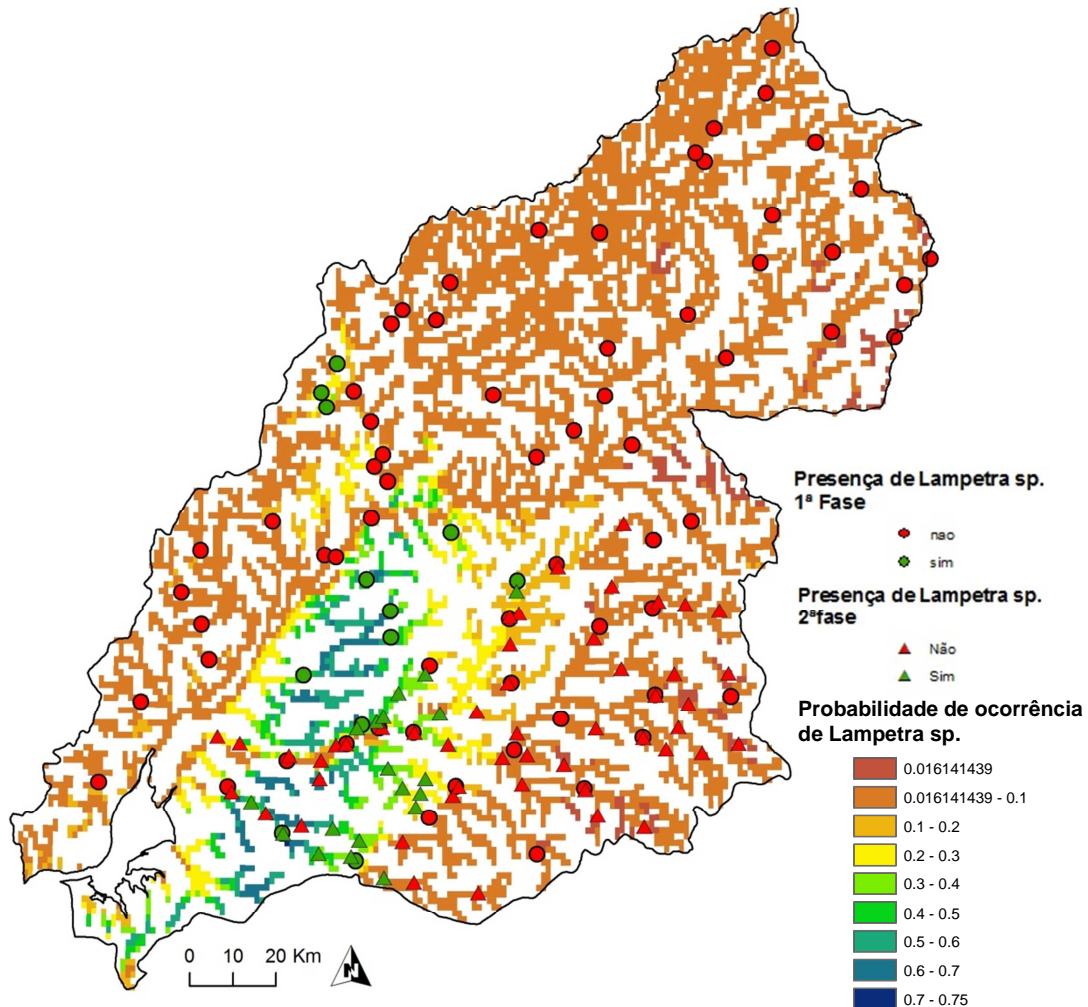 Presença de Lampetra sp.
1ª Fase
nao
sim
Presença de Lampetra sp.
2ªfase
Não
Sim
Probabilidade de ocorrência
de Lampetra sp.
0.016141439
0.016141439 - 0.1
0.1 - 0.2
0.2 - 0.3
0.3 - 0.4
0.4 - 0.5
0.5 - 0.6
0.6 - 0.7
0.7 - 0.75
0 10 20 Km
N